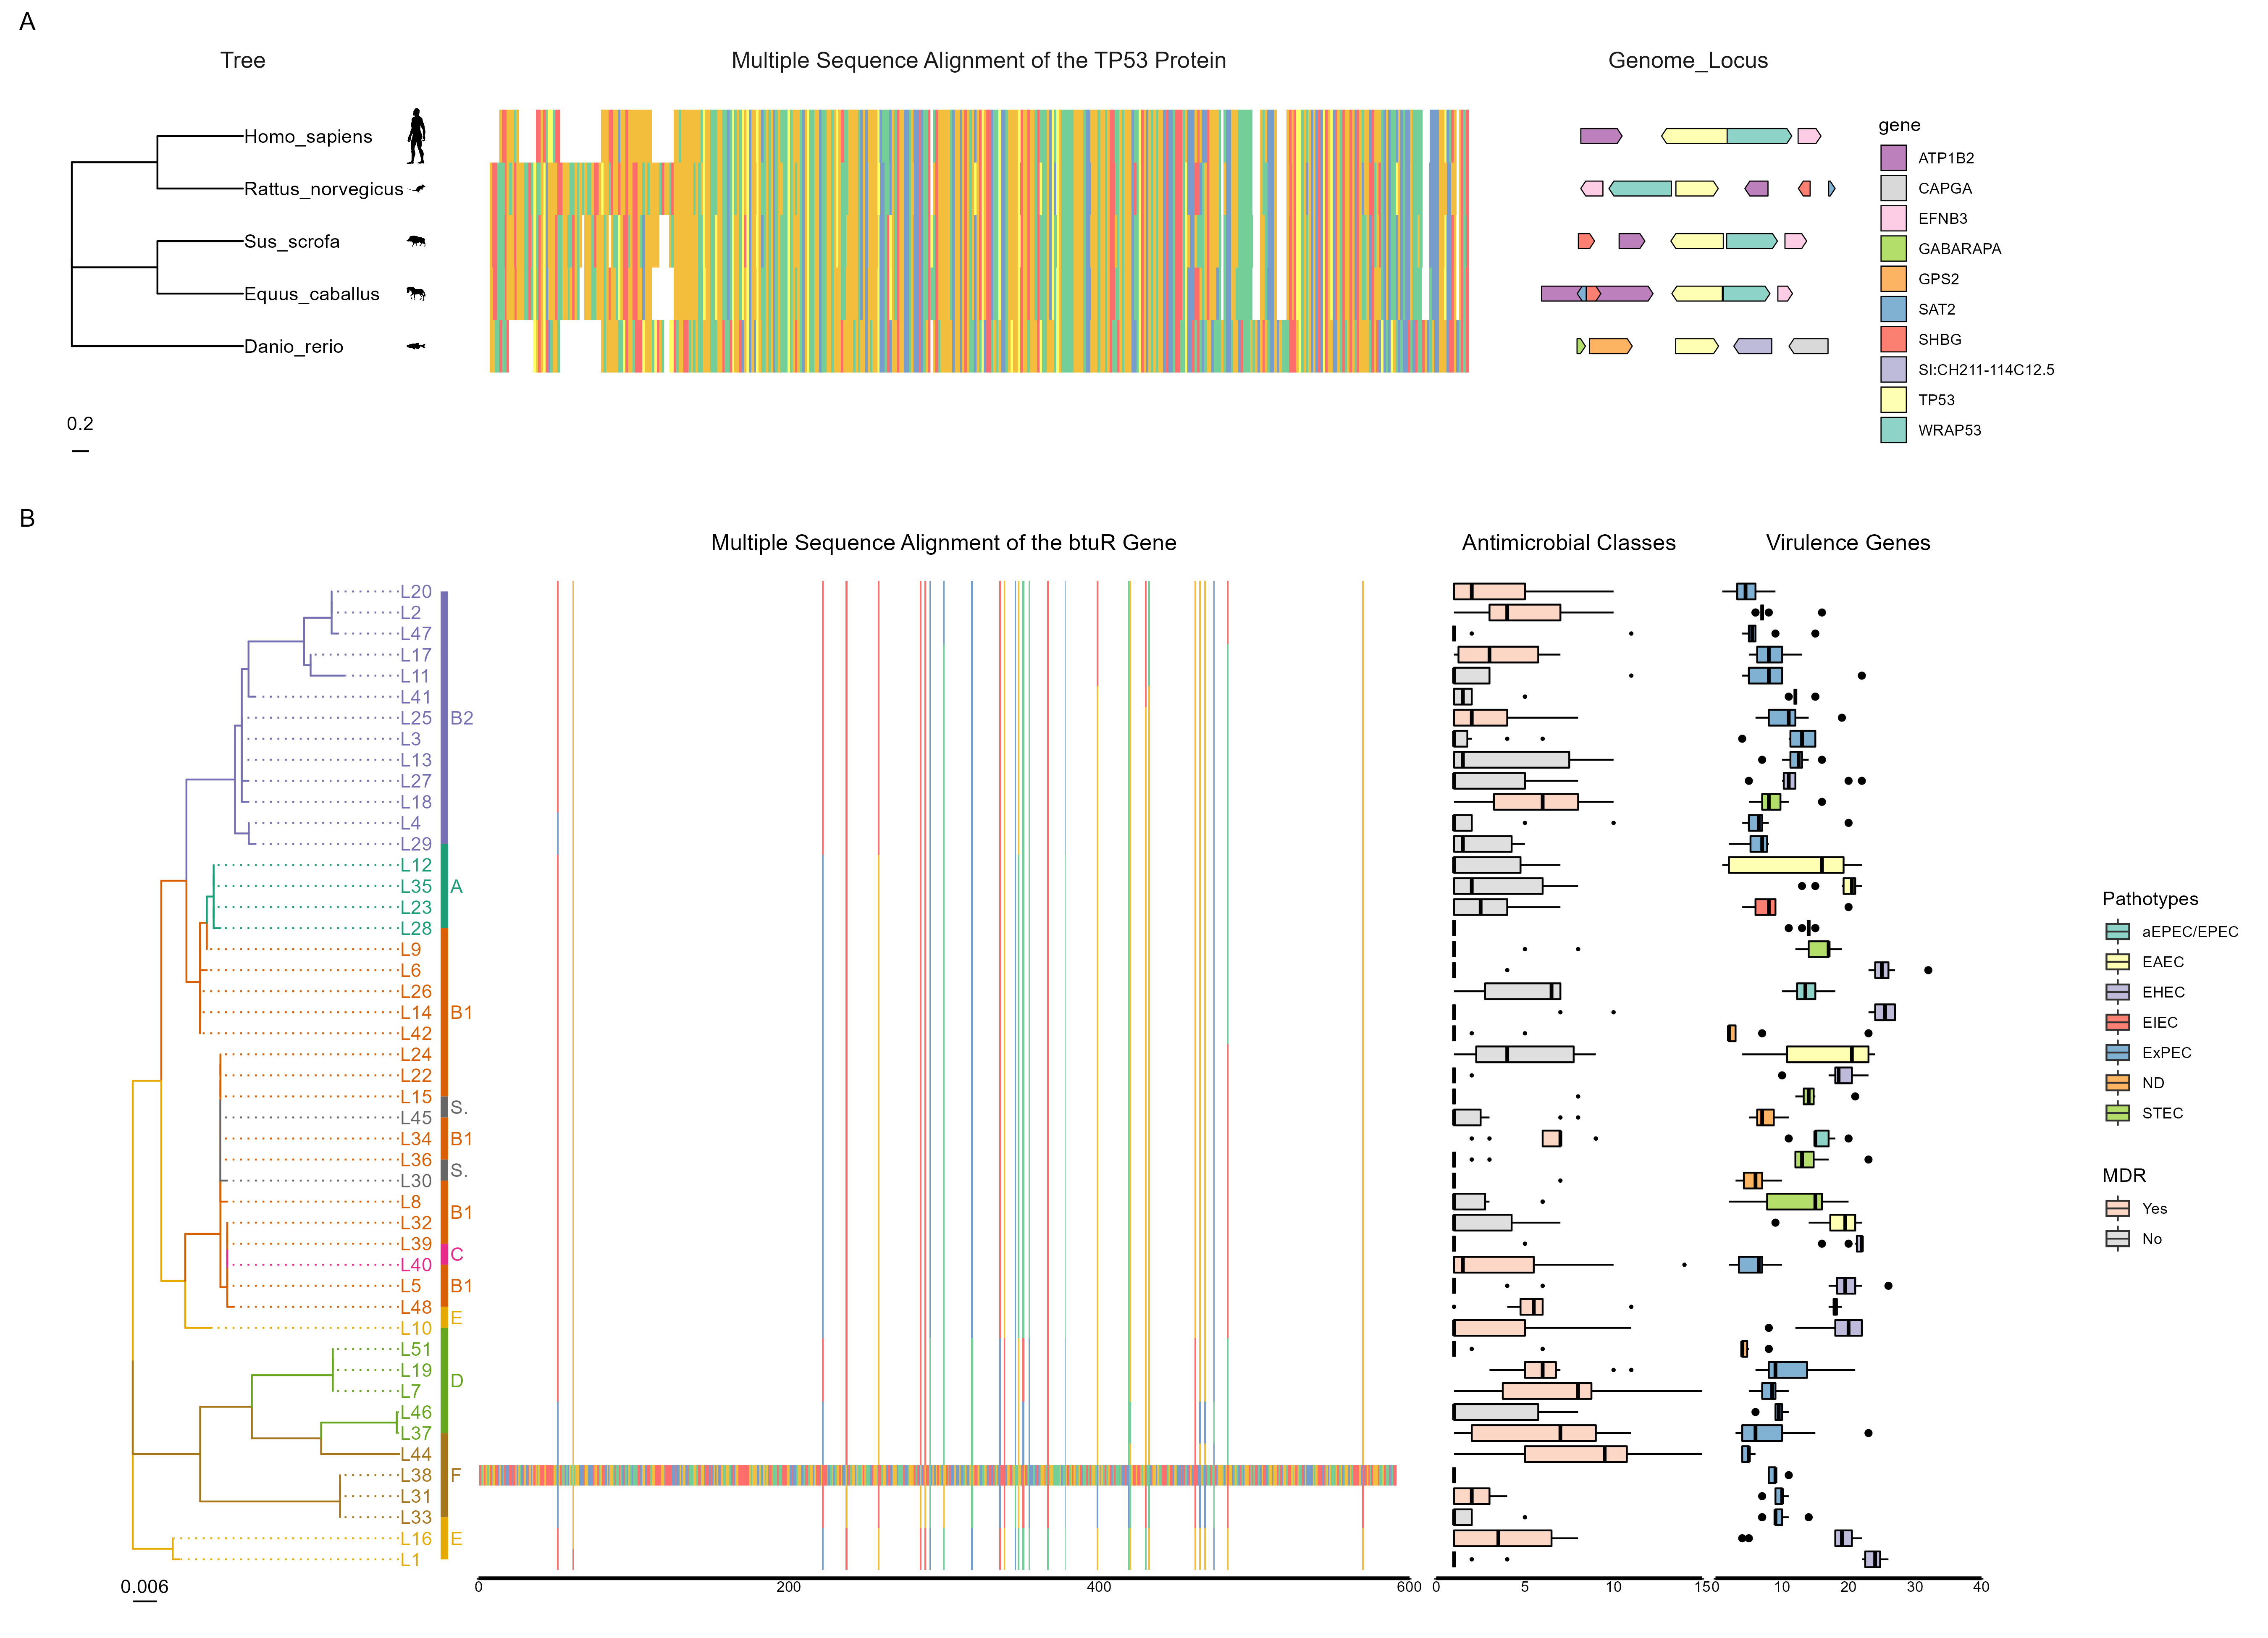 A
Tree
Multiple Sequence Alignment of the TP53 Protein
Genome_Locus
Homo_sapiens
Rattus_norvegicus
Sus_scrofa
Equus_caballus
Danio_rerio
0.2
gene
ATP1B2
CAPGA
EFNB3
GABARAPA
GPS2
SAT2
SHBG
SI:CH211-114C12.5
TP53
WRAP53
B
Multiple Sequence Alignment of the btuR Gene
Antimicrobial Classes
Virulence Genes
L20
L2
L47
L17
L11
L41
L25 B2
L3
L13
L27
L18
L4
L29
L12
L35 A
L23
L28
L9
L6
L26
L14 B1
L42
L24
L22
L15
S.
L45
L34 B1
L36
S.
L30
L8
B1
L32
L39
C
L40
L5 B1
L48
E
L10
L51
L19
D
L7
L46
L37
L44
L38 F
L31
L33
L16 E
L1
0.006
0 200 400 600
0 5 10 15
0 10 20 30 40
Pathotypes
aEPEC/EPEC
EAEC
EHEC
EIEC
ExPEC
ND
STEC
MDR
Yes
No